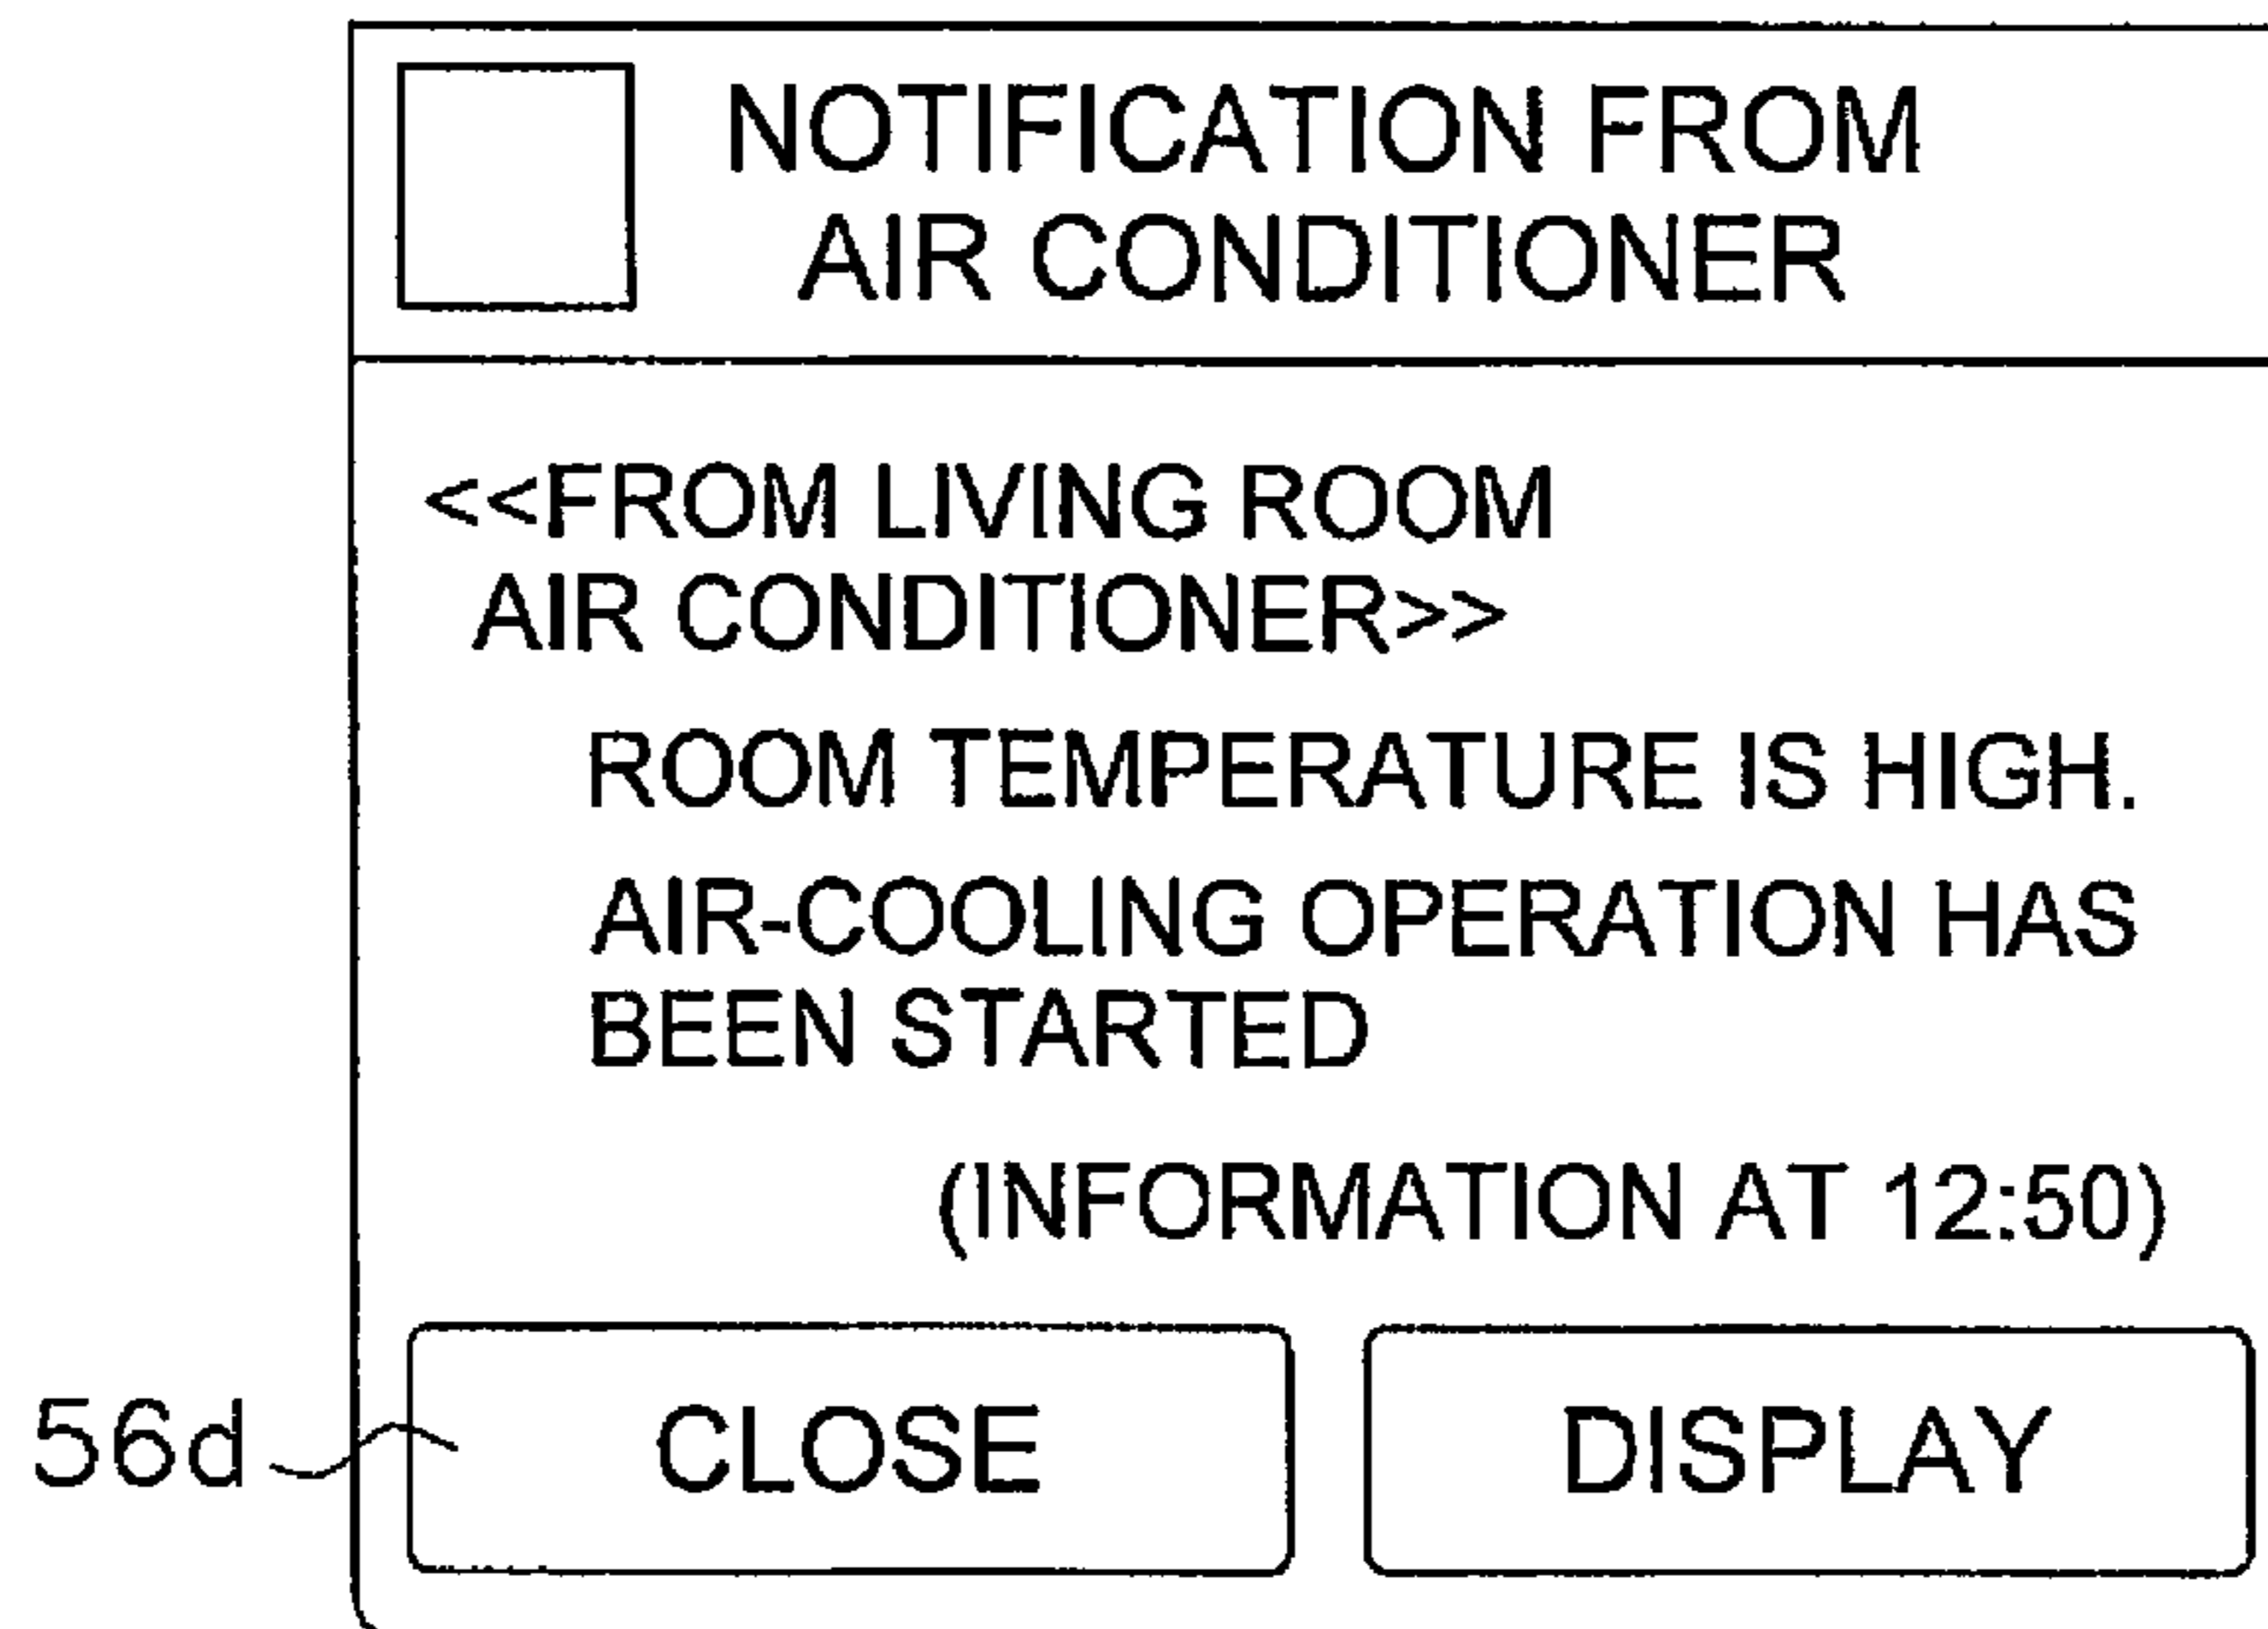 NOTIFICATION FROM
AIR CONDITIONER
<<FROM LIVING ROOM
AIR CONDITIONER>>
ROOM TEMPERATURE IS HIGH.
AIR-COOLING OPERATION HAS
BEEN STARTED
(INFORMATION AT 12:50)
56d CLOSE DISPLAY